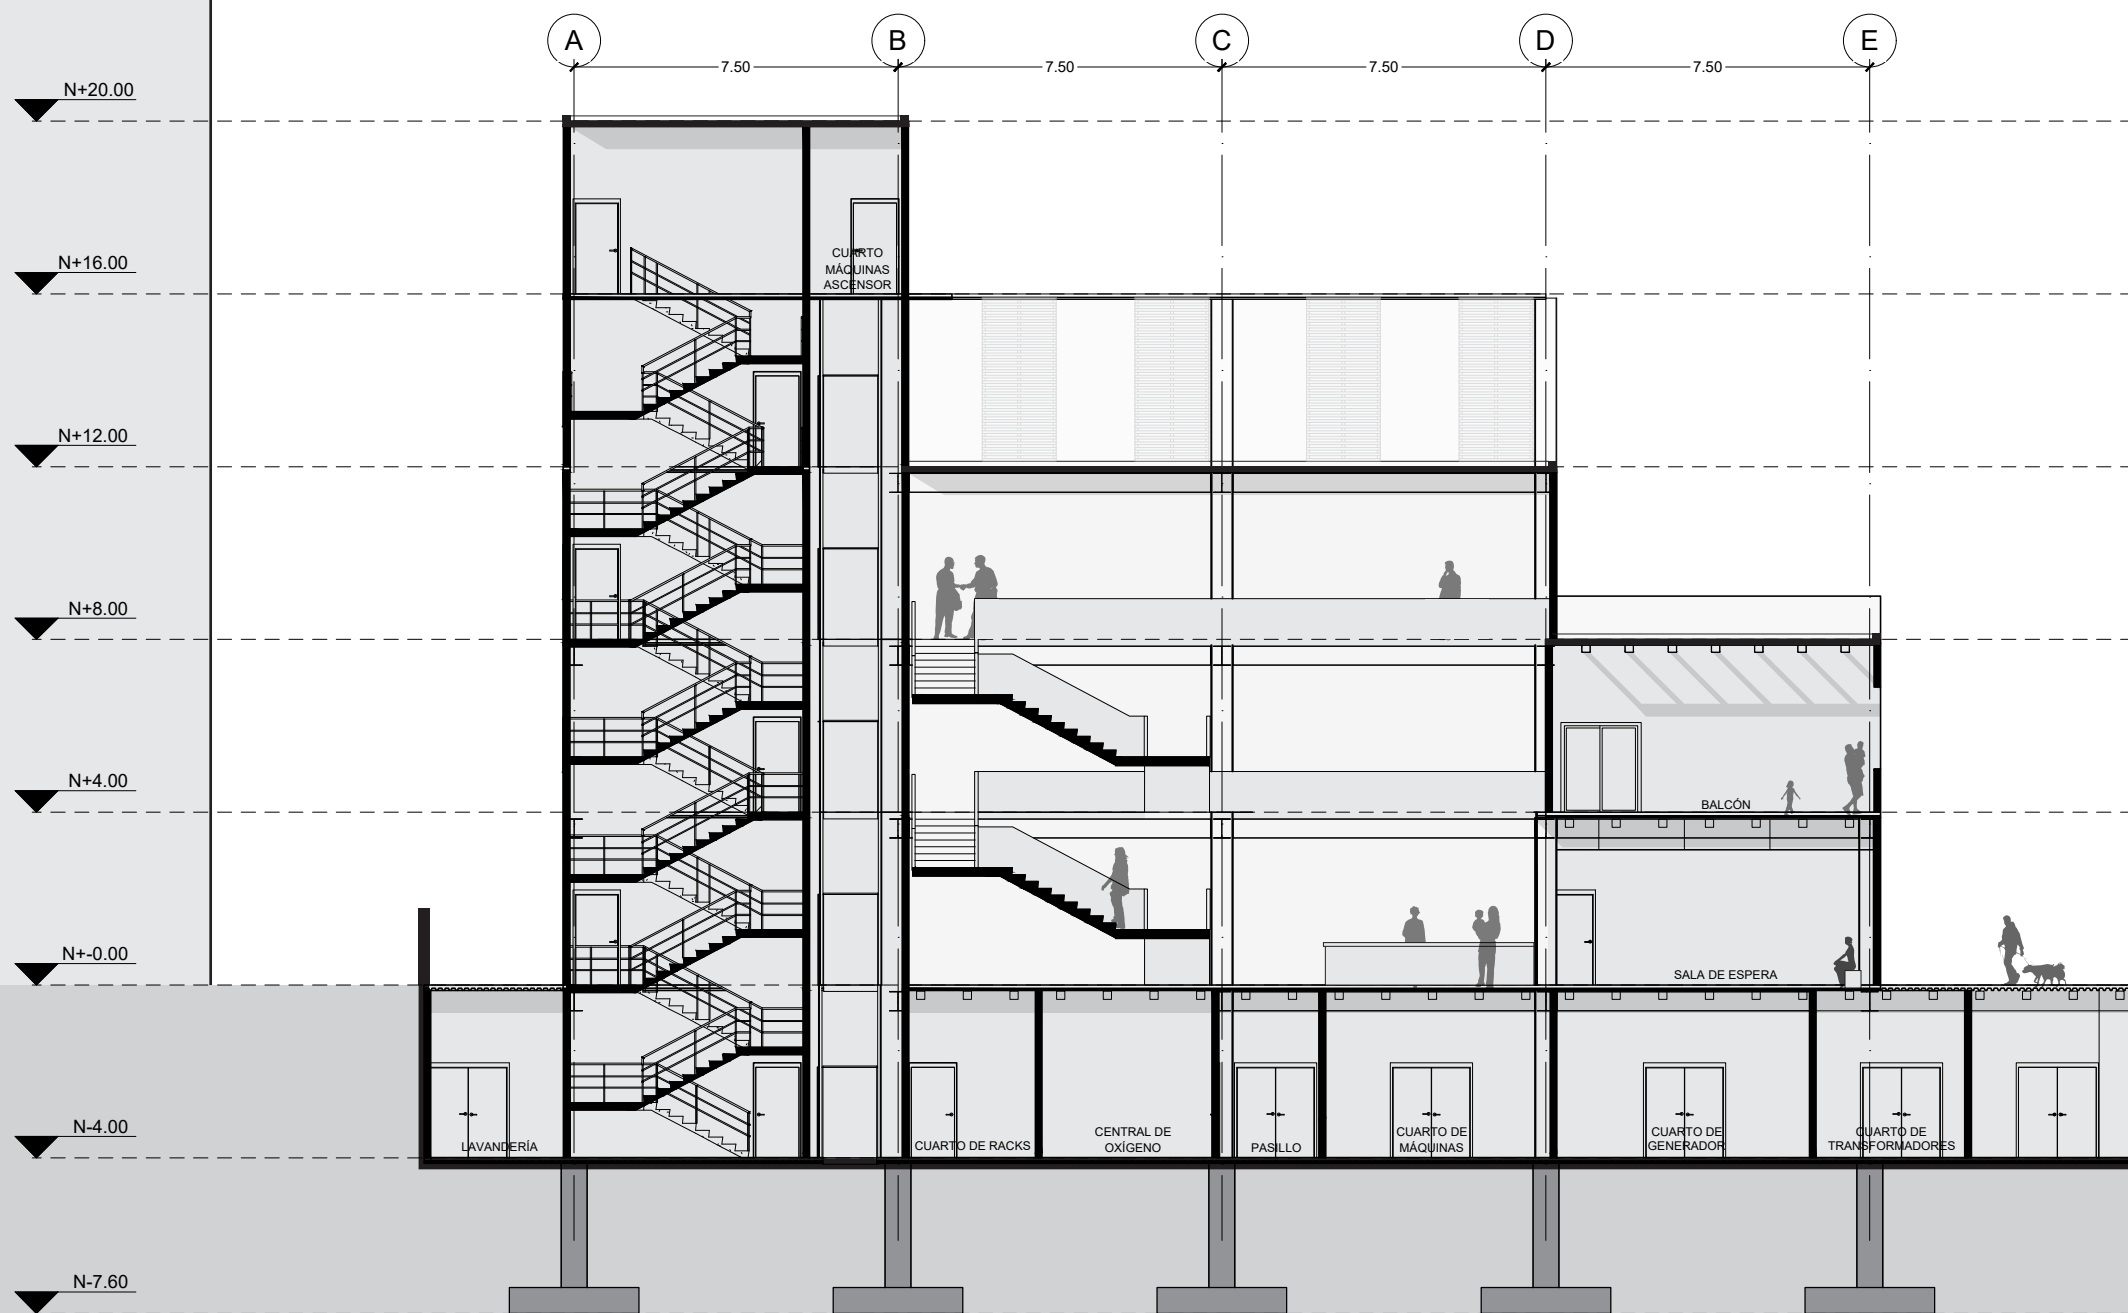 A
B
C
D
E
7.50
7.50
7.50
7.50
N+20.00
N+16.00
CUARTO
MÁQUINAS
ASCENSOR
N+12.00
N+8.00
N+4.00
BALCÓN
N+-0.00
SALA DE ESPERA
N-4.00
LAVANDERÍA
CUARTO DE RACKS
CENTRAL DE
OXÍGENO
PASILLO
CUARTO DE
MÁQUINAS
CUARTO DE
GENERADOR
CUARTO DE
TRANSFORMADORES
N-7.60